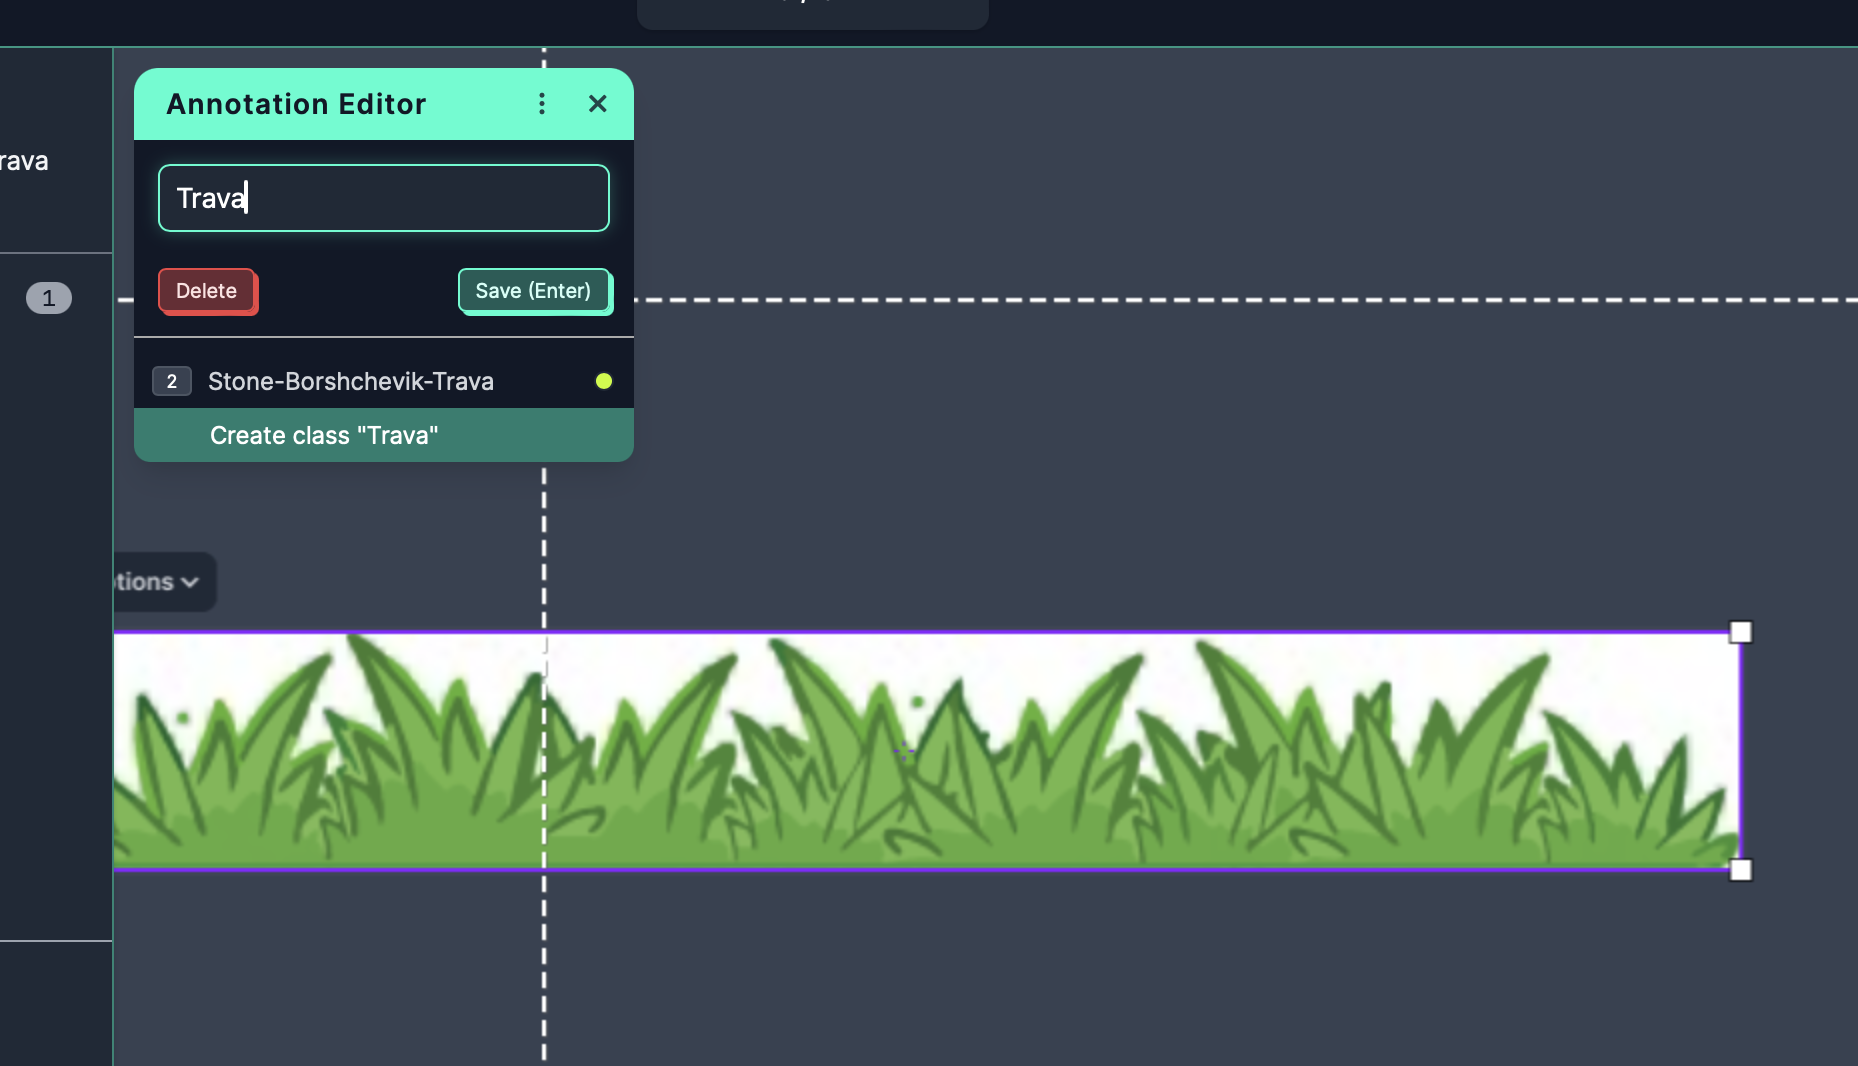 Annotation Editor
rava
Trava
1
Delete
Save (Enter)
2 Stone-Borshchevik-Trava
Create class "Trava"
tions